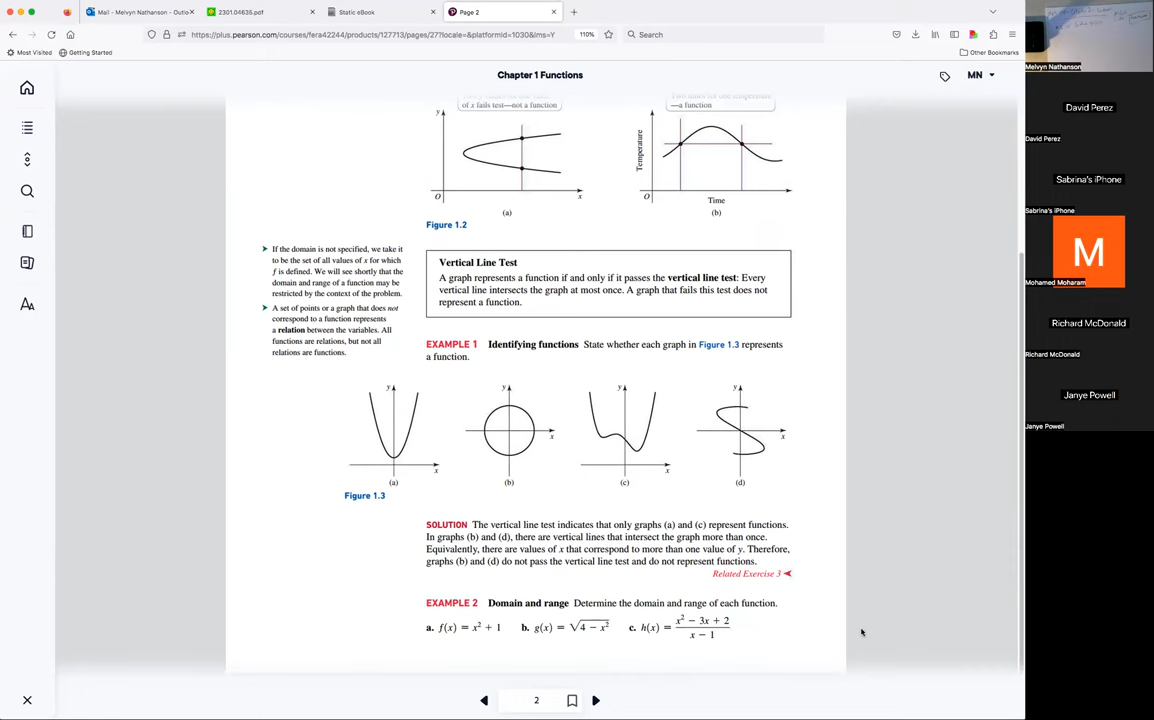 Mail - Melvyn Nathanson - Outlo
2301.04635.pdf
Static eBook
Page 2
https://plus.pearson.com/courses/fera42244/products/127713/pages/27?locale=&platformId=1030&lms=Y
110%
Search
Most Visited
Getting Started
Other Bookmarks
Chapter 1 Functions
MN
of x fails test—not a function
Two times for one temperature
—a function
y
O
x
(a)
Temperature
O
Time
(b)
Figure 1.2
If the domain is not specified, we take it
to be the set of all values of x for which
f is defined. We will see shortly that the
domain and range of a function may be
restricted by the context of the problem.
A set of points or a graph that does not
correspond to a function represents
a relation between the variables. All
functions are relations, but not all
relations are functions.
Vertical Line Test
A graph represents a function if and only if it passes the vertical line test: Every
vertical line intersects the graph at most once. A graph that fails this test does not
represent a function.
EXAMPLE 1 Identifying functions State whether each graph in Figure 1.3 represents
a function.
y y y y
x x x x
(a) (b) (c) (d)
Figure 1.3
SOLUTION The vertical line test indicates that only graphs (a) and (c) represent functions.
In graphs (b) and (d), there are vertical lines that intersect the graph more than once.
Equivalently, there are values of x that correspond to more than one value of y. Therefore,
graphs (b) and (d) do not pass the vertical line test and do not represent functions.
Related Exercise 3
EXAMPLE 2 Domain and range Determine the domain and range of each function.
a. f(x) = x² + 1 b. g(x) = √(4 − x²) c. h(x) = (x² − 3x + 2)/(x − 1)
2
Melvyn Nathanson
David Perez
David Perez
Sabrina's iPhone
Sabrina's iPhone
M
Mohamed Moharam
Richard McDonald
Richard McDonald
Janye Powell
Janye Powell